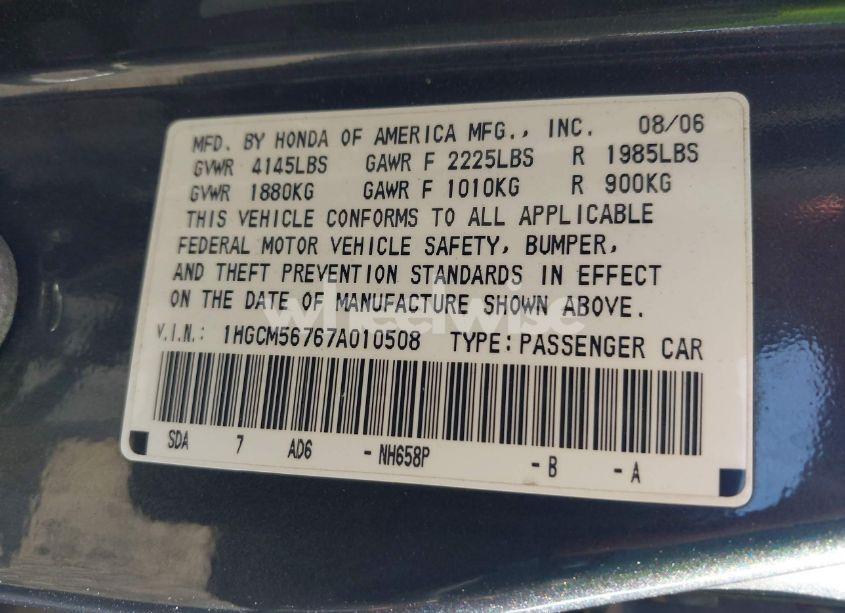 MFD. BY HONDA OF AMERICA MFG., INC. 08/06
GVWR 4145LBS GAWR F 2225LBS R 1985LBS
GVWR 1880KG GAWR F 1010KG R 900KG
THIS VEHICLE CONFORMS TO ALL APPLICABLE
FEDERAL MOTOR VEHICLE SAFETY, BUMPER,
AND THEFT PREVENTION STANDARDS IN EFFECT
ON THE DATE OF MANUFACTURE SHOWN ABOVE.
wheelwise
V.I.N.: 1HGCM56767A010508 TYPE:PASSENGER CAR
SDA 7 AD6 -NH658P -B -A